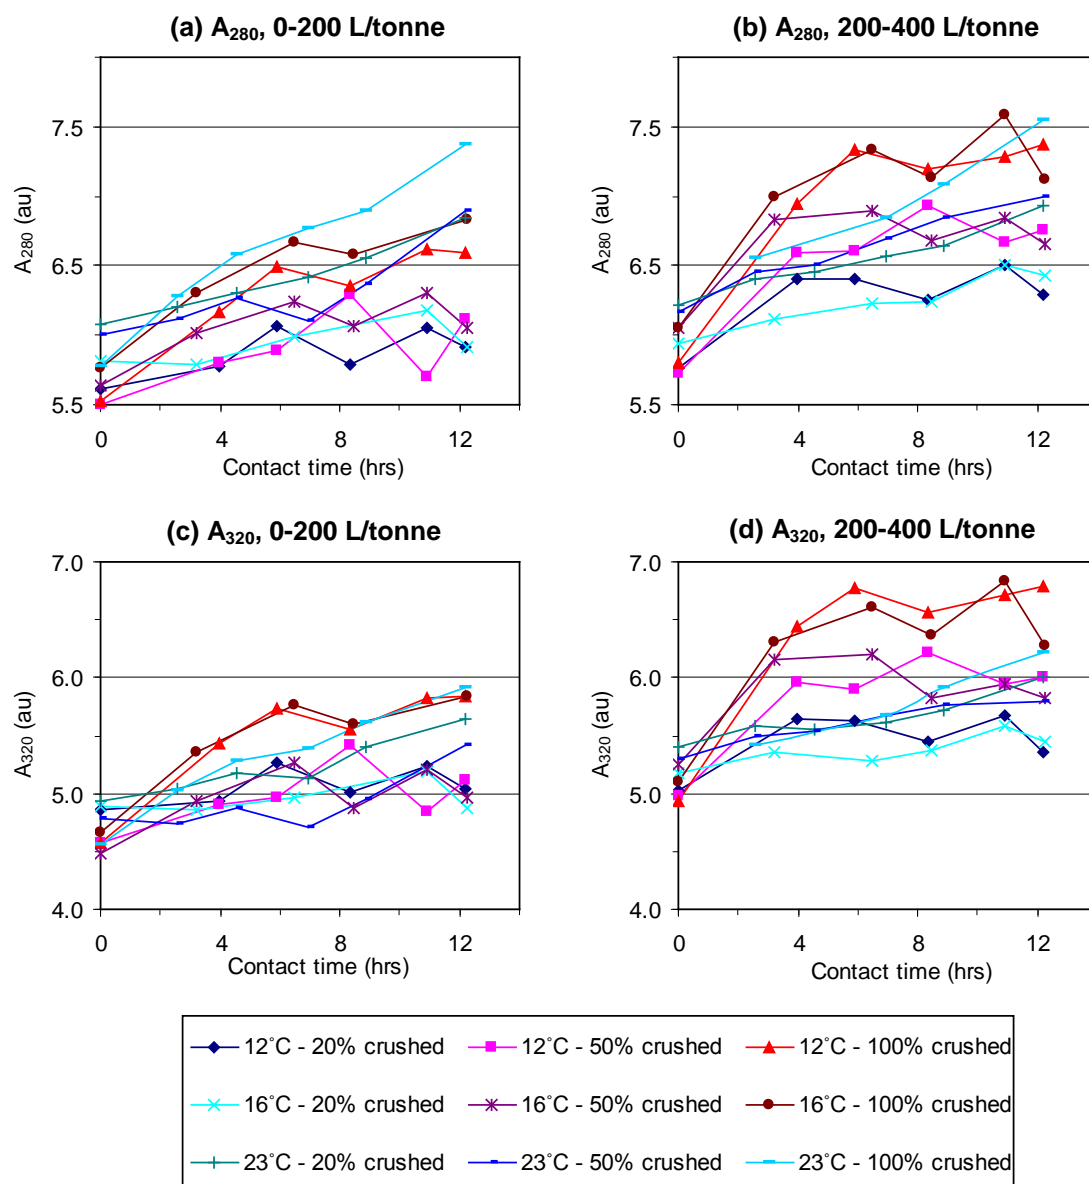 (a) A280, 0-200 L/tonne
(b) A280, 200-400 L/tonne
7.5
6.5
5.5
A280 (au)
0 4 8 12
Contact time (hrs)
7.5
6.5
5.5
A280 (au)
0 4 8 12
Contact time (hrs)
(c) A320, 0-200 L/tonne
(d) A320, 200-400 L/tonne
7.0
6.0
5.0
4.0
A320 (au)
0 4 8 12
Contact time (hrs)
7.0
6.0
5.0
4.0
A320 (au)
0 4 8 12
Contact time (hrs)
12°C - 20% crushed 12°C - 50% crushed 12°C - 100% crushed
16°C - 20% crushed 16°C - 50% crushed 16°C - 100% crushed
23°C - 20% crushed 23°C - 50% crushed 23°C - 100% crushed